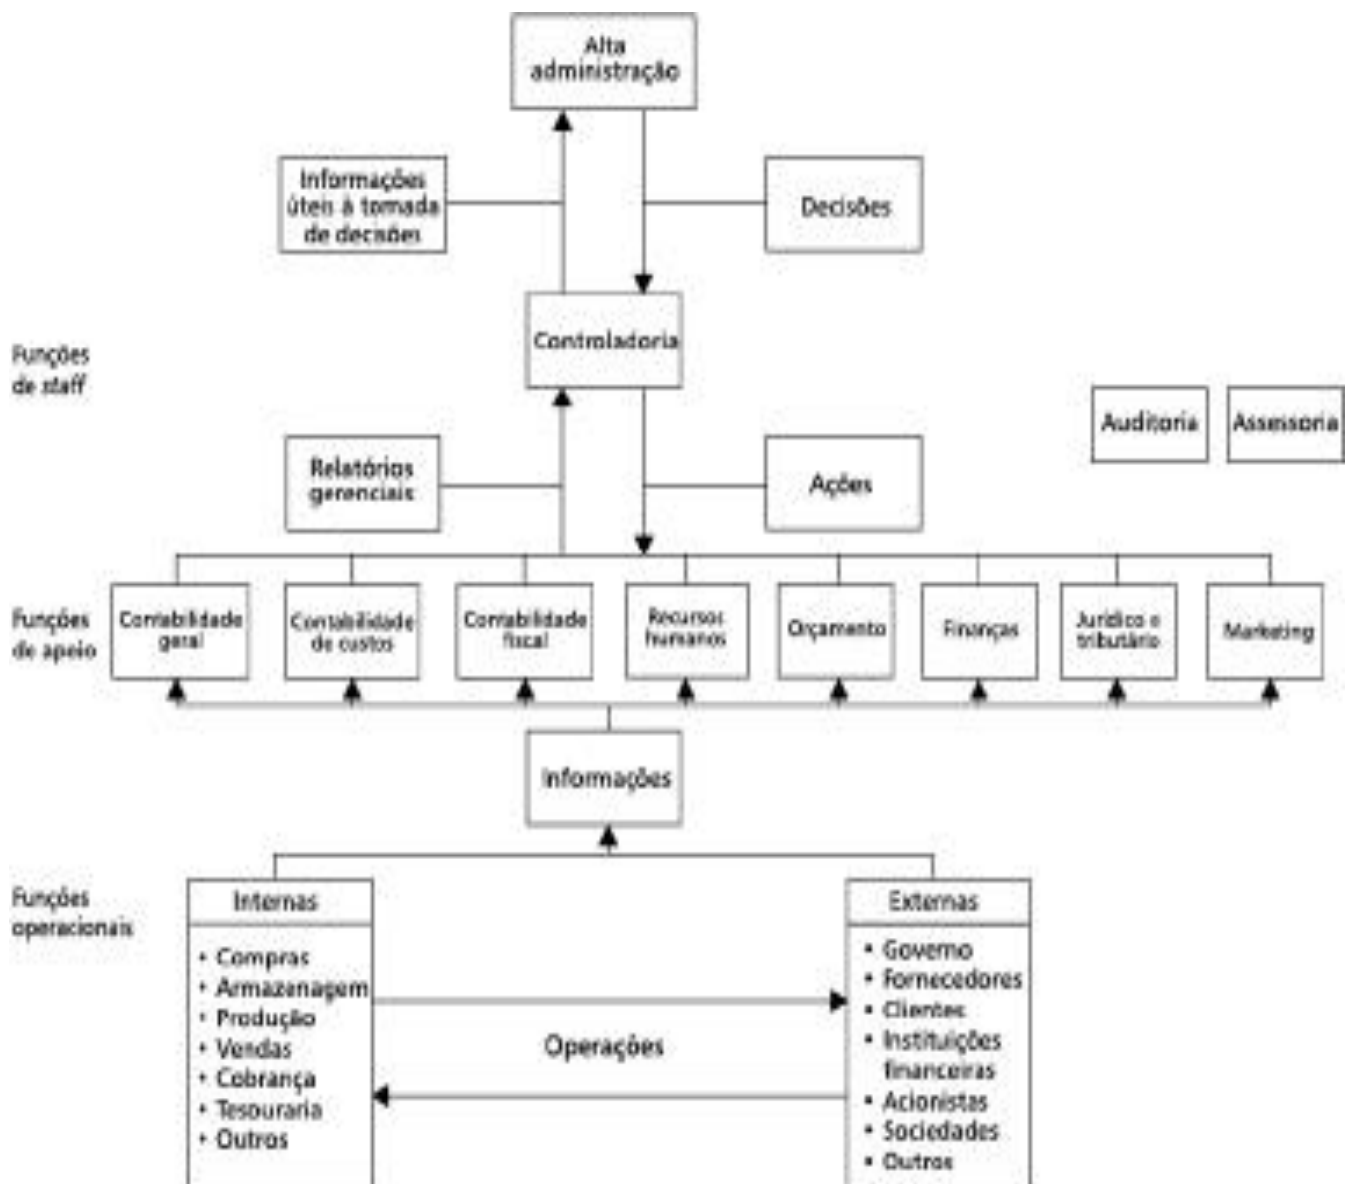 Alta
administração
Informações
úteis à tomada
de decisões
Decisões
Controladoria
Funções
de staff
Auditoria
Assessoria
Relatórios
gerenciais
Ações
Funções
de apoio
Contabilidade
geral
Contabilidade
de custos
Contabilidade
fiscal
Recursos
humanos
Orçamento
Finanças
Jurídico e
tributário
Marketing
Informações
Funções
operacionais
Internas
• Compras
• Armazenagem
• Produção
• Vendas
• Cobrança
• Tesouraria
• Outros
Operações
Externas
• Governo
• Fornecedores
• Clientes
• Instituições
financeiras
• Acionistas
• Sociedades
• Outros